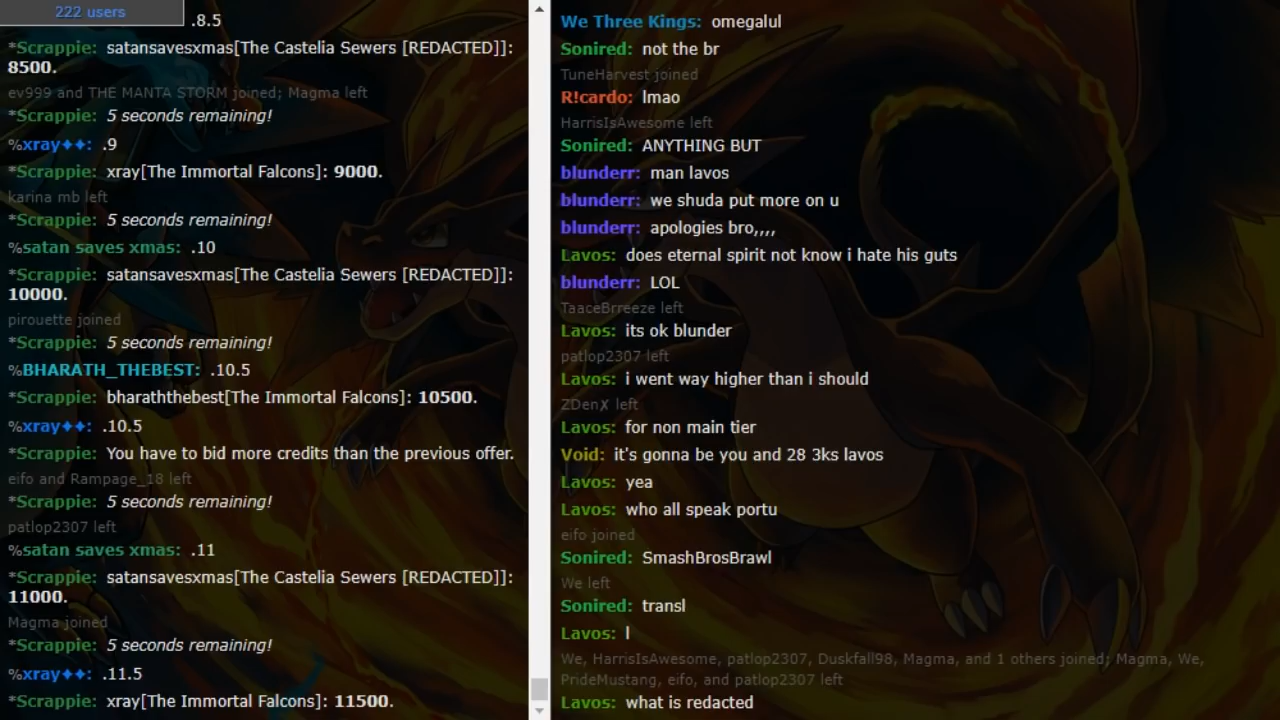 222 users
.8.5
*Scrappie: satansavesxmas[The Castelia Sewers [REDACTED]]:
8500.
ev999 and THE MANTA STORM joined; Magma left
*Scrappie: 5 seconds remaining!
%xray✦✦: .9
*Scrappie: xray[The Immortal Falcons]: 9000.
karina mb left
*Scrappie: 5 seconds remaining!
%satan saves xmas: .10
*Scrappie: satansavesxmas[The Castelia Sewers [REDACTED]]:
10000.
pirouette joined
*Scrappie: 5 seconds remaining!
%BHARATH_THEBEST: .10.5
*Scrappie: bharaththebest[The Immortal Falcons]: 10500.
%xray✦✦: .10.5
*Scrappie: You have to bid more credits than the previous offer.
eifo and Rampage_18 left
*Scrappie: 5 seconds remaining!
patlop2307 left
%satan saves xmas: .11
*Scrappie: satansavesxmas[The Castelia Sewers [REDACTED]]:
11000.
Magma joined
*Scrappie: 5 seconds remaining!
%xray✦✦: .11.5
*Scrappie: xray[The Immortal Falcons]: 11500.
We Three Kings: omegalul
Sonired: not the br
TuneHarvest joined
R!cardo: lmao
HarrisIsAwesome left
Sonired: ANYTHING BUT
blunderr: man lavos
blunderr: we shuda put more on u
blunderr: apologies bro,,,,
Lavos: does eternal spirit not know i hate his guts
blunderr: LOL
TaaceBrreeze left
Lavos: its ok blunder
patlop2307 left
Lavos: i went way higher than i should
ZDenX left
Lavos: for non main tier
Void: it's gonna be you and 28 3ks lavos
Lavos: yea
Lavos: who all speak portu
eifo joined
Sonired: SmashBrosBrawl
We left
Sonired: transl
Lavos: l
We, HarrisIsAwesome, patlop2307, Duskfall98, Magma, and 1 others joined; Magma, We,
PrideMustang, eifo, and patlop2307 left
Lavos: what is redacted